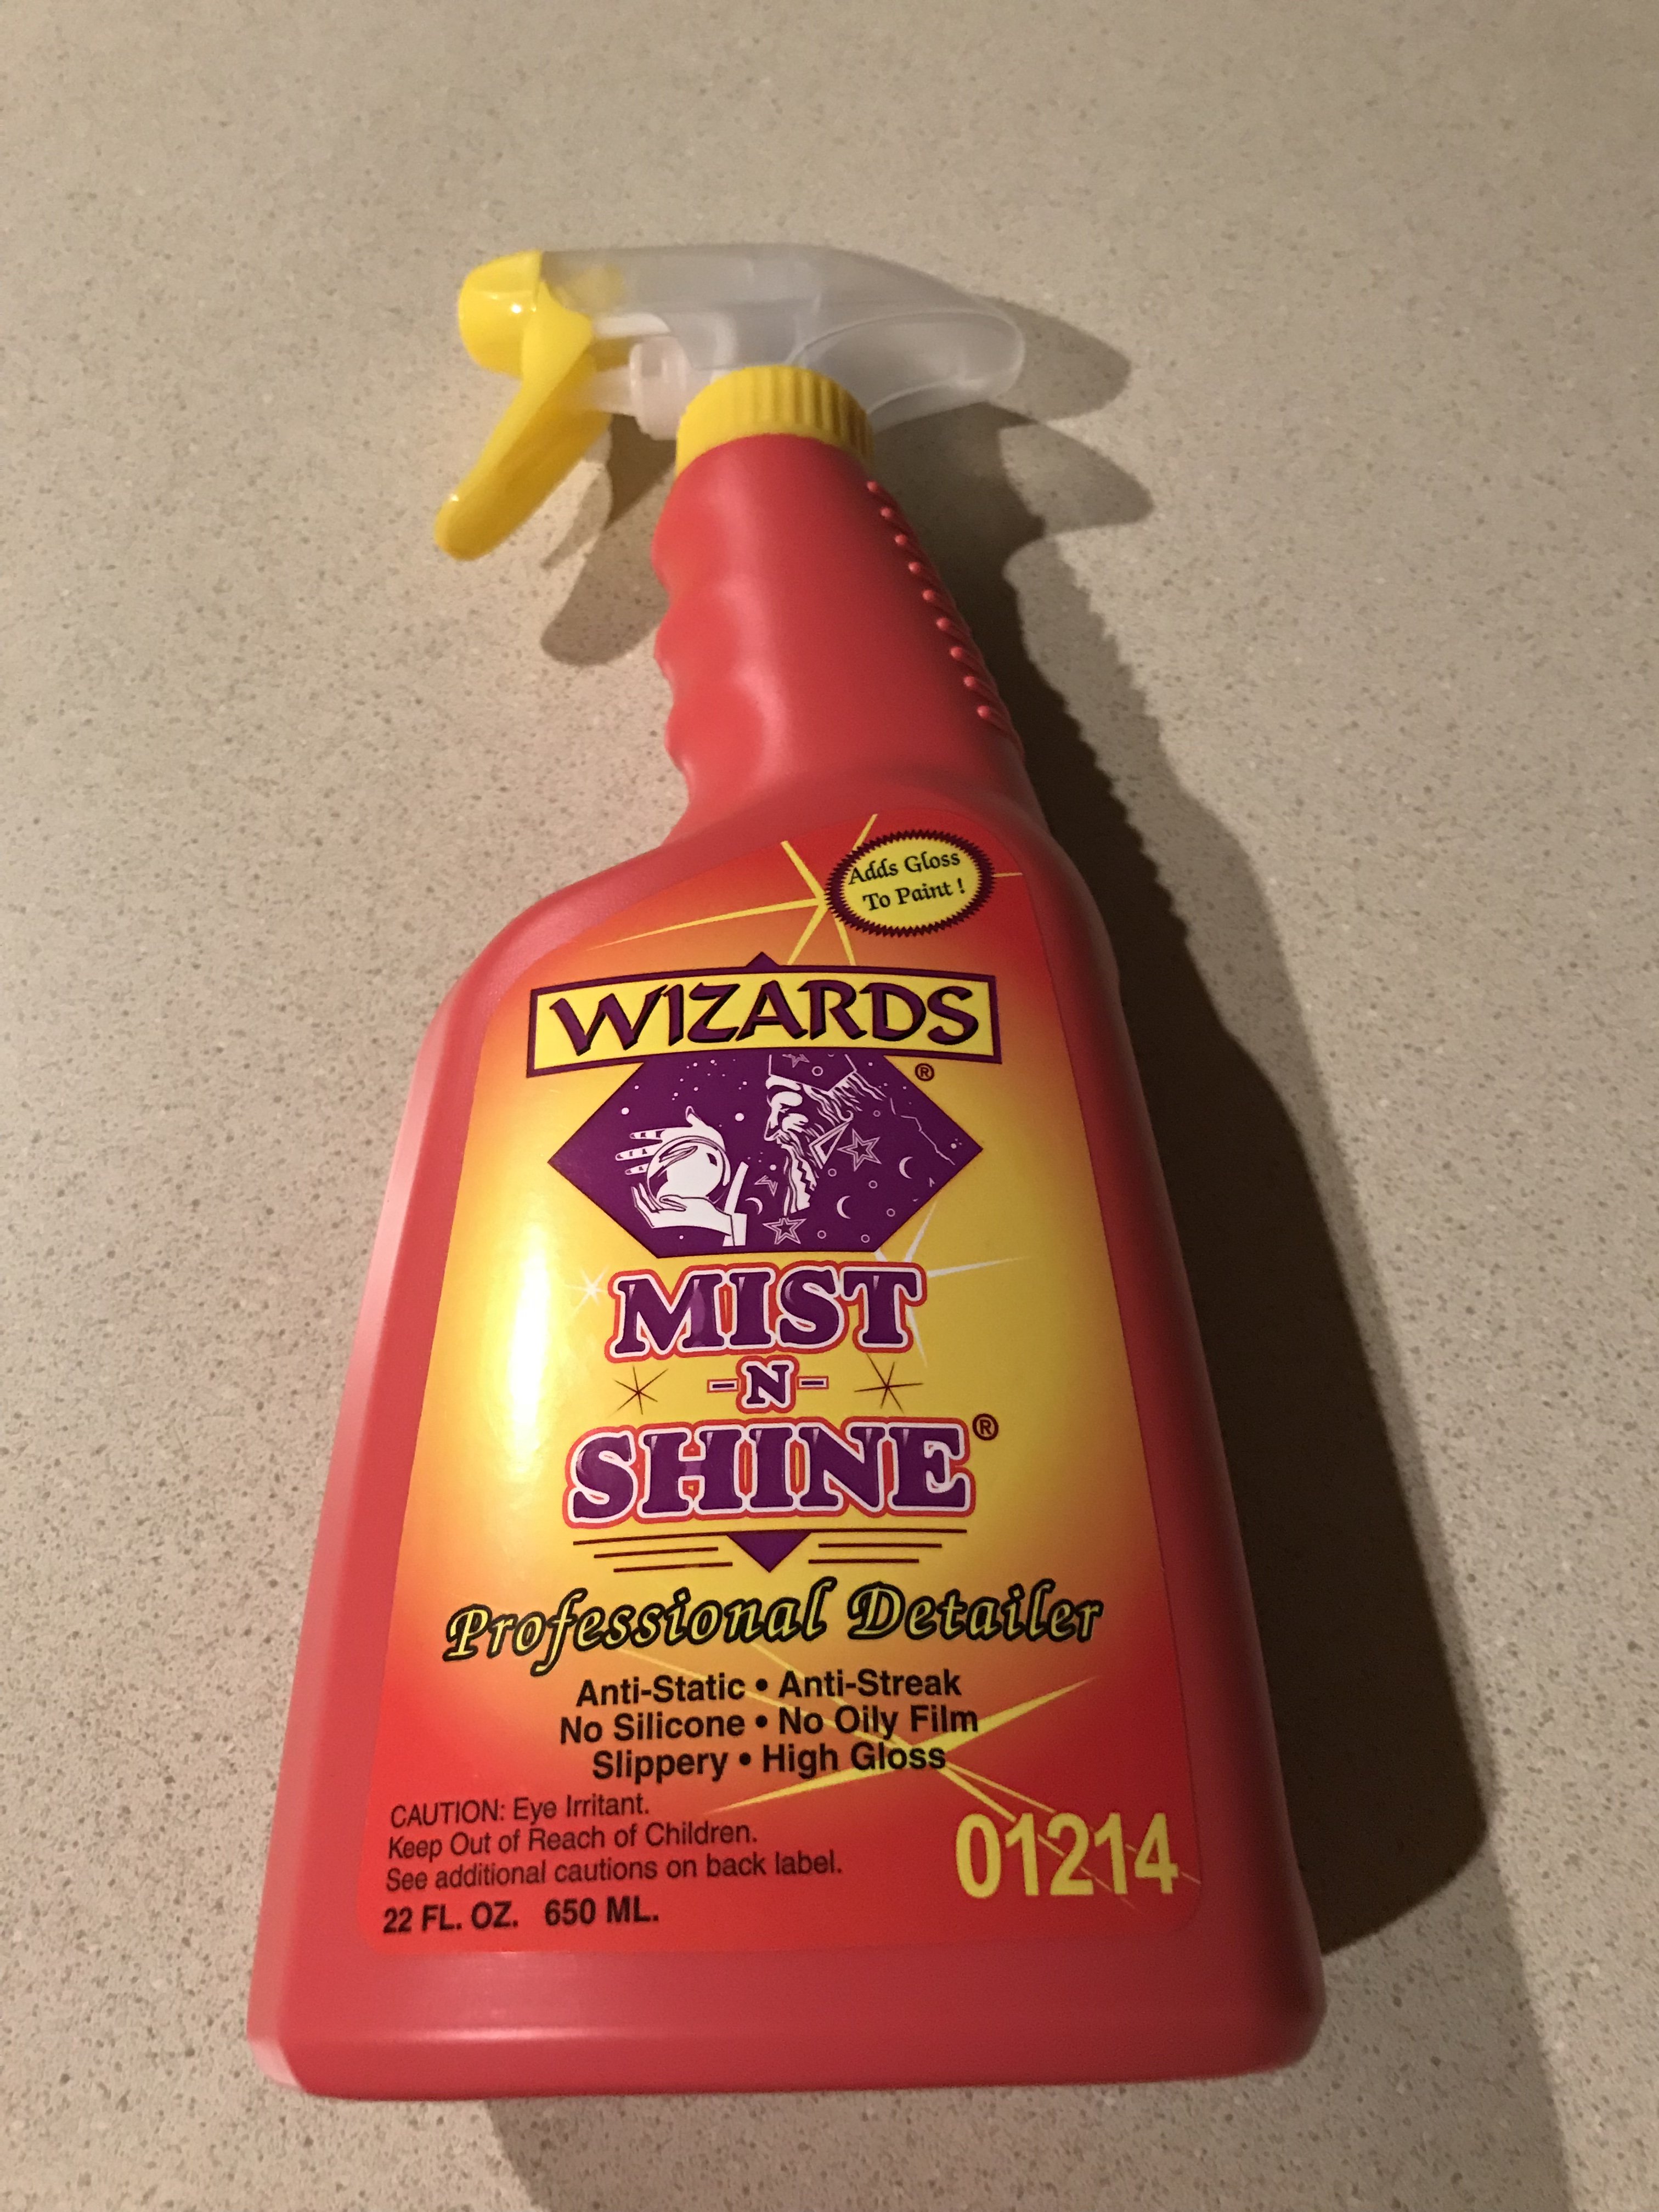 Adds Gloss
To Paint !
WIZARDS
®
MIST
-N-
SHINE®
Professional Detailer
Anti-Static • Anti-Streak
No Silicone • No Oily Film
Slippery • High Gloss
CAUTION: Eye Irritant.
Keep Out of Reach of Children.
See additional cautions on back label.
22 FL. OZ. 650 ML.
01214